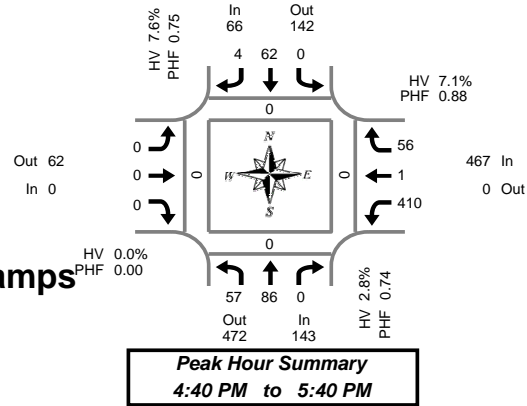 In
66
Out
142
HV 7.6%
PHF 0.75
4 62 0
HV 7.1%
PHF 0.88
0
0
0
0
Out 62
In 0
0
0
N
W E
S
0
56
1
410
467 In
0 Out
HV 0.0%
PHF 0.00
amps
57 86 0
Out
472
In
143
HV 2.8%
PHF 0.74
Peak Hour Summary
4:40 PM to 5:40 PM